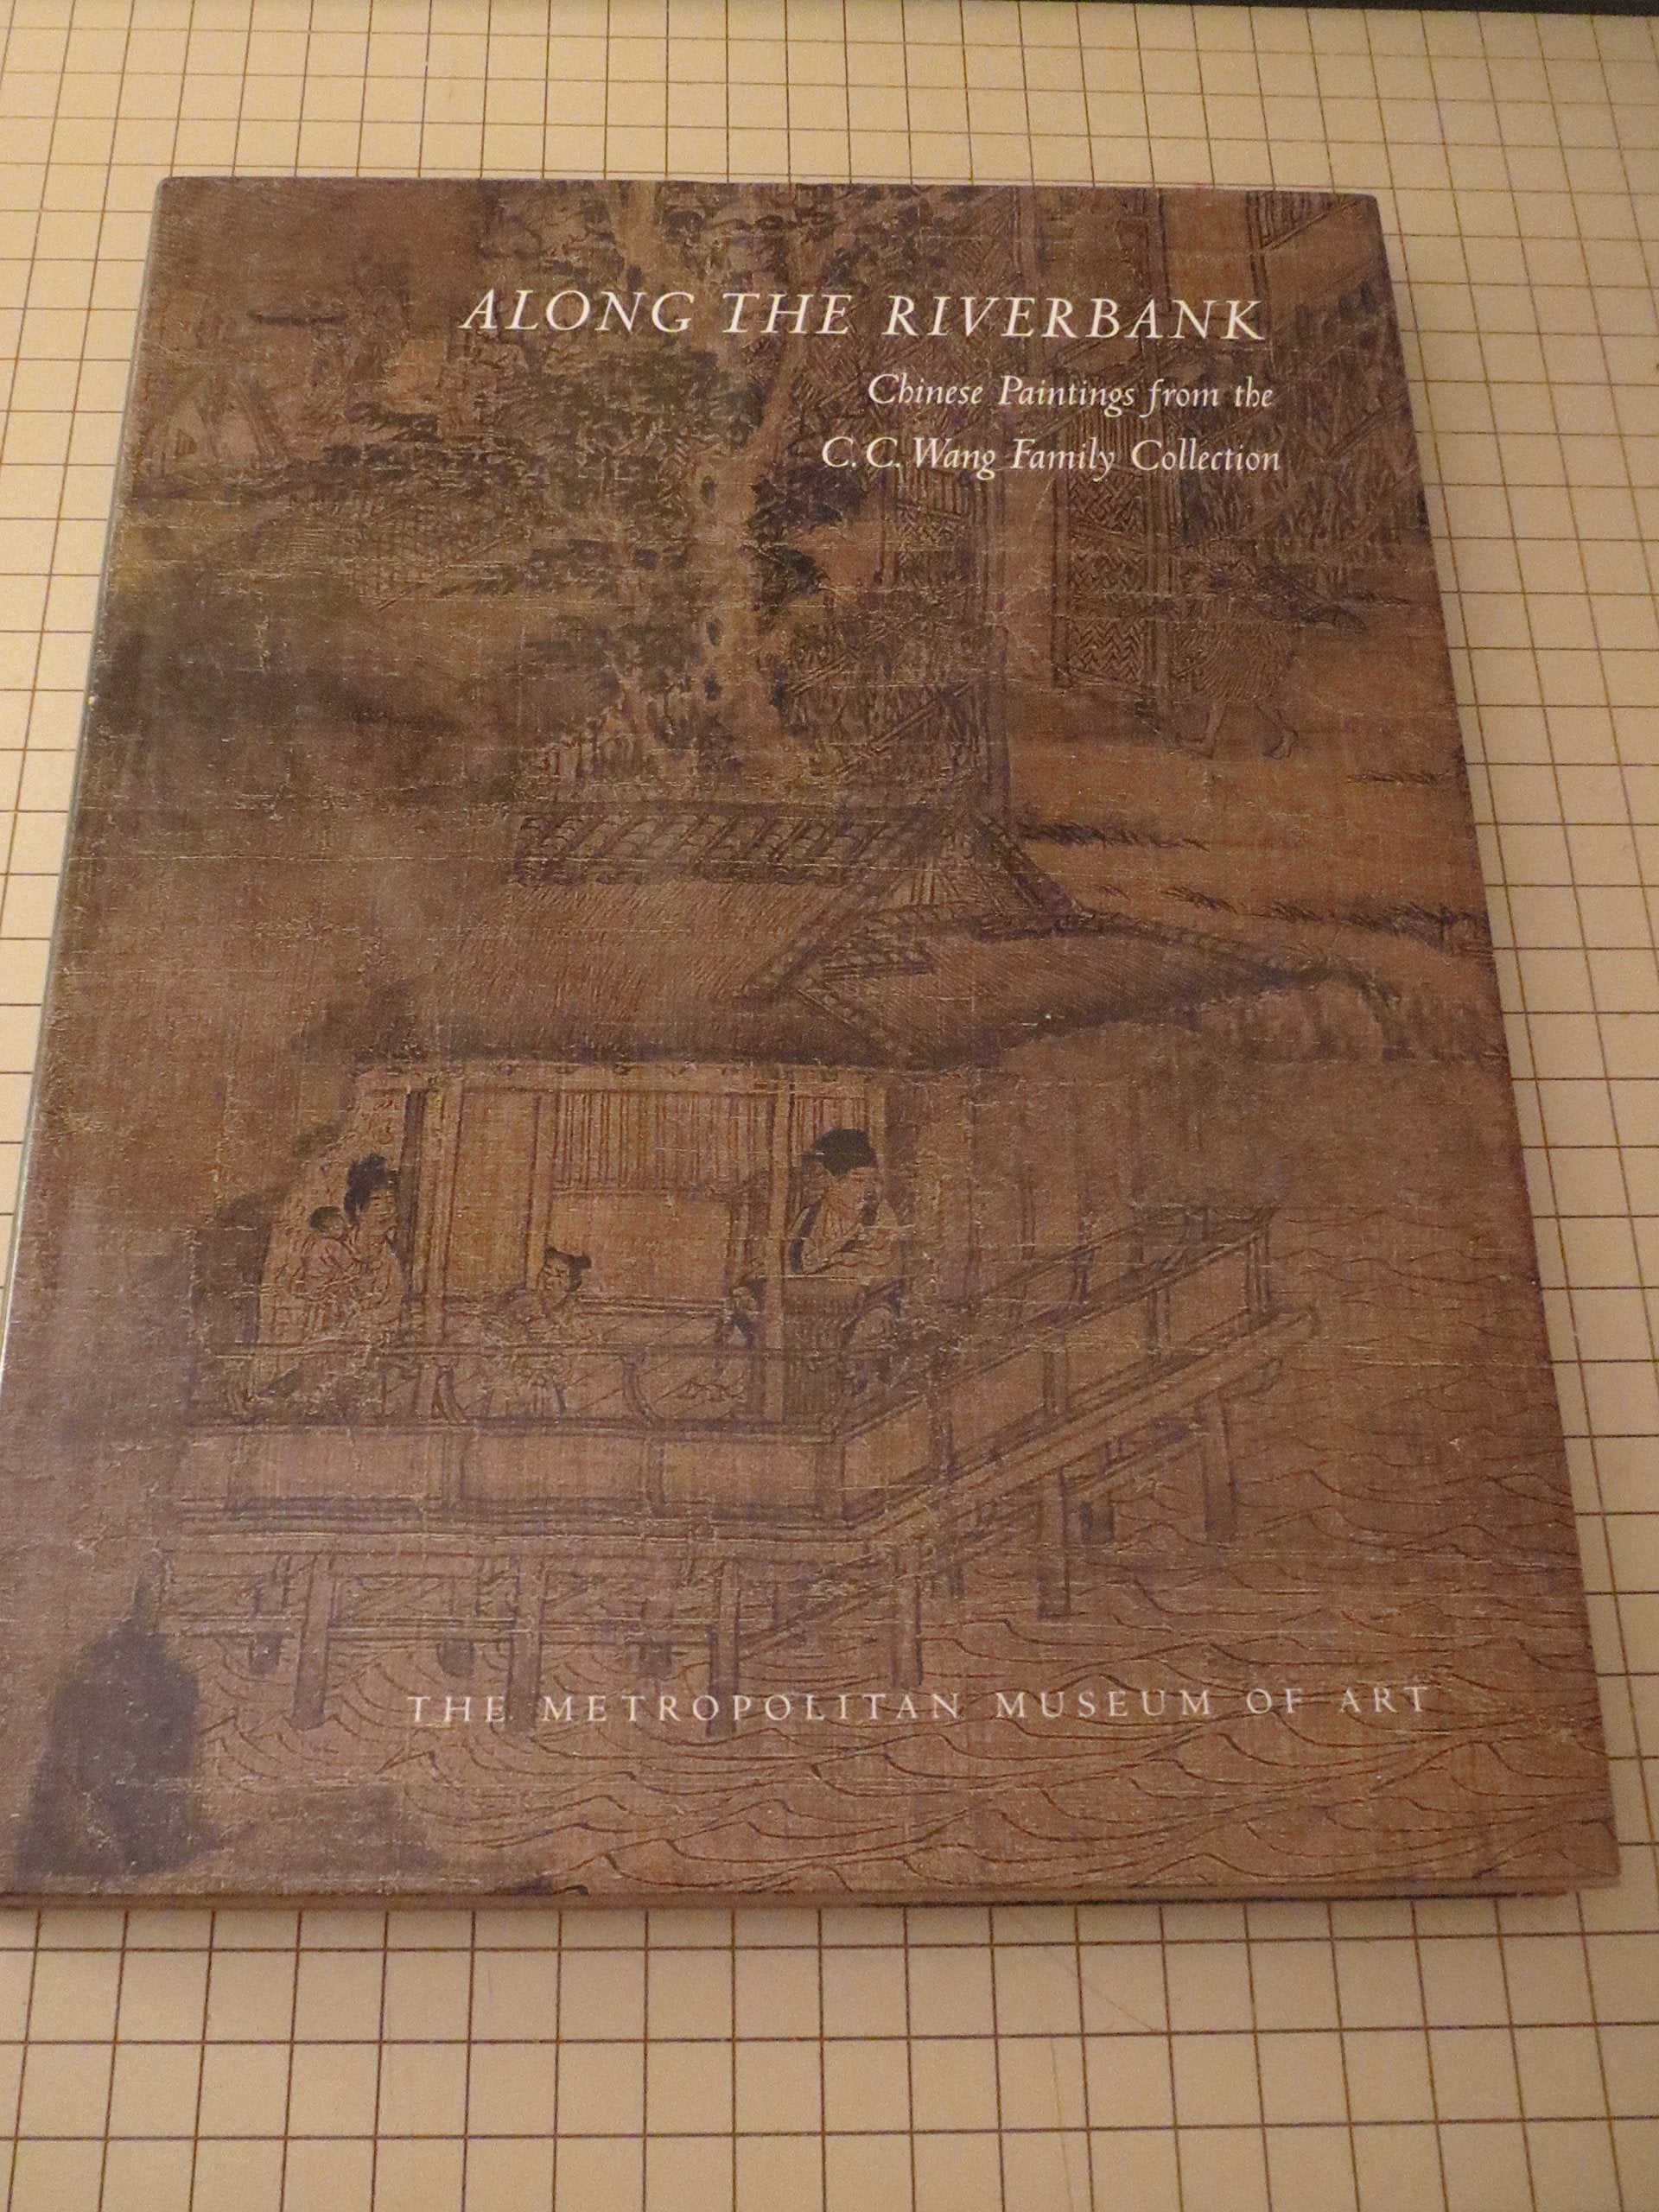 ALONG THE RIVERBANK
Chinese Paintings from the
C. C. Wang Family Collection
THE METROPOLITAN MUSEUM OF ART